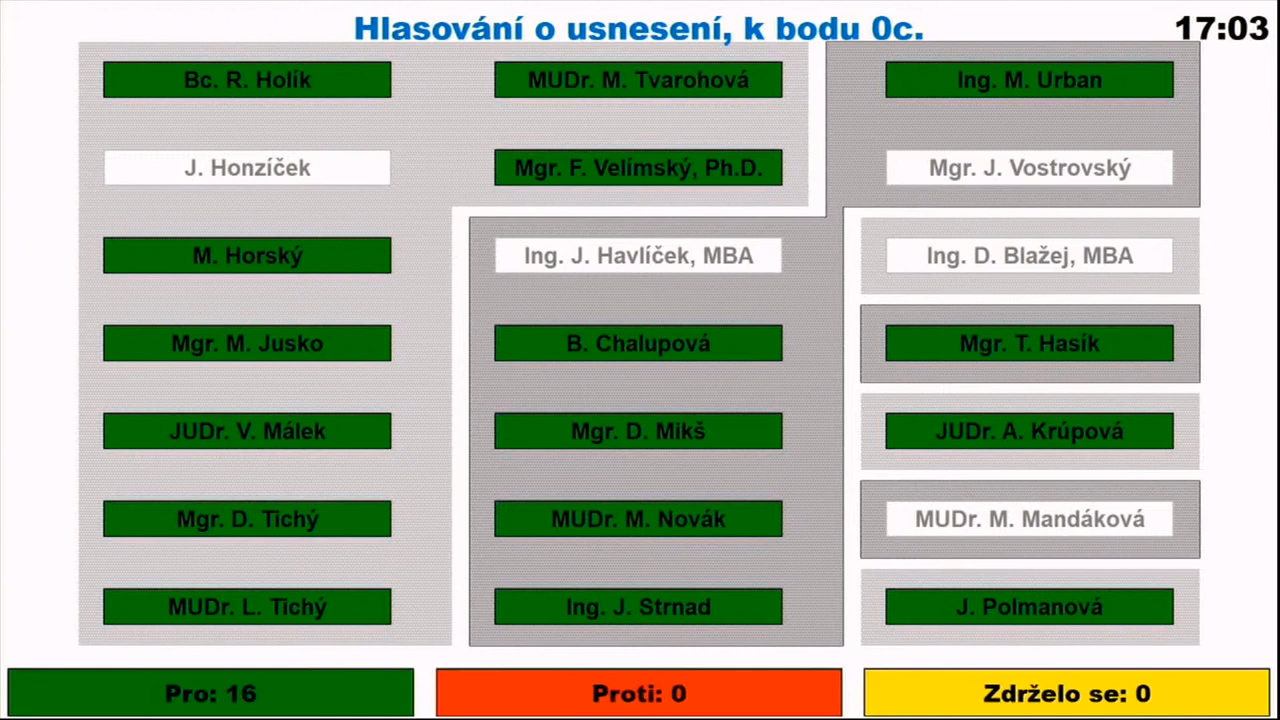 Hlasování o usnesení, k bodu 0c.
17:03
Bc. R. Holík
MUDr. M. Tvarohová
Ing. M. Urban
J. Honzíček
Mgr. F. Velímský, Ph.D.
Mgr. J. Vostrovský
M. Horský
Ing. J. Havlíček, MBA
Ing. D. Blažej, MBA
Mgr. M. Jusko
B. Chalupová
Mgr. T. Hasík
JUDr. V. Málek
Mgr. D. Mikš
JUDr. A. Krúpová
Mgr. D. Tichý
MUDr. M. Novák
MUDr. M. Mandáková
MUDr. L. Tichý
Ing. J. Strnad
J. Polmanová
Pro: 16
Proti: 0
Zdrželo se: 0